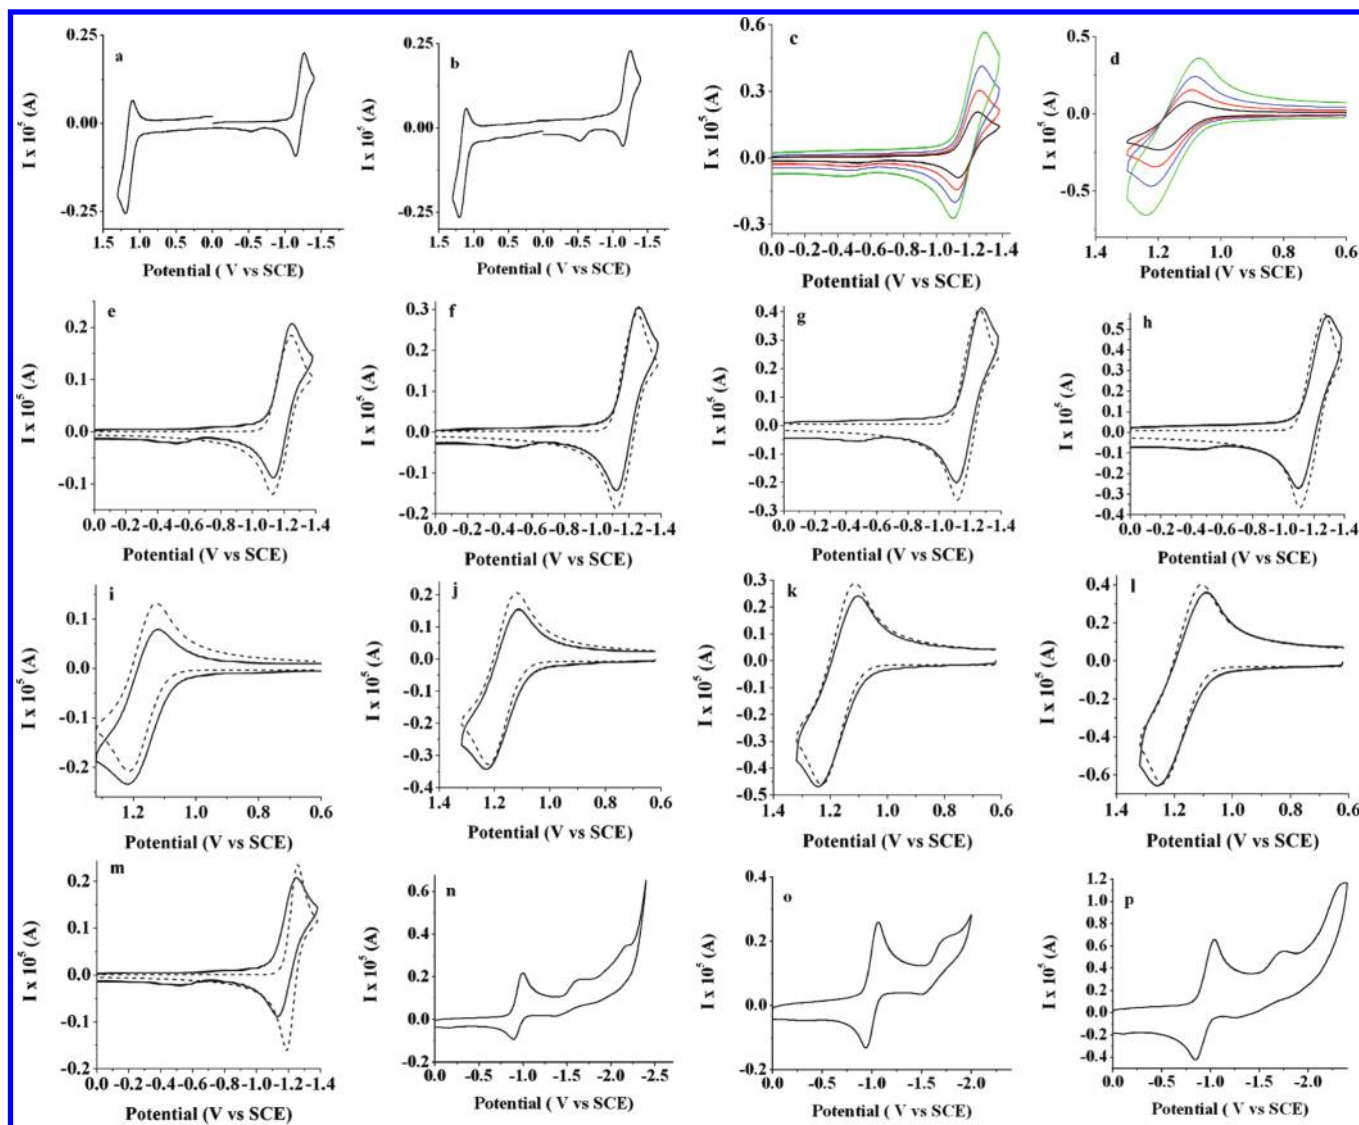 a
I x 10⁵ (A)
0.25
0.00
-0.25
1.5 1.0 0.5 0.0 -0.5 -1.0 -1.5
Potential ( V vs SCE)
b
I x 10⁵ (A)
0.25
0.00
-0.25
1.5 1.0 0.5 0.0 -0.5 -1.0 -1.5
Potential ( V vs SCE)
c
I x 10⁵ (A)
0.6
0.3
0.0
-0.3
0.0 -0.2 -0.4 -0.6 -0.8 -1.0 -1.2 -1.4
Potential (V vs SCE)
d
I x 10⁵ (A)
0.5
0.0
-0.5
1.4 1.2 1.0 0.8 0.6
Potential (V vs SCE)
e
I x 10⁵ (A)
0.2
0.1
0.0
-0.1
0.0 -0.2 -0.4 -0.6 -0.8 -1.0 -1.2 -1.4
Potential (V vs SCE)
f
I x 10⁵ (A)
0.3
0.2
0.1
0.0
-0.1
-0.2
0.0 -0.2 -0.4 -0.6 -0.8 -1.0 -1.2 -1.4
Potential (V vs SCE)
g
I x 10⁵ (A)
0.4
0.3
0.2
0.1
0.0
-0.1
-0.2
-0.3
0.0 -0.2 -0.4 -0.6 -0.8 -1.0 -1.2 -1.4
Potential (V vs SCE)
h
I x 10⁵ (A)
0.5
0.4
0.3
0.2
0.1
0.0
-0.1
-0.2
-0.3
-0.4
0.0 -0.2 -0.4 -0.6 -0.8 -1.0 -1.2 -1.4
Potential (V vs SCE)
i
I x 10⁵ (A)
0.1
0.0
-0.1
-0.2
1.2 1.0 0.8 0.6
Potential (V vs SCE)
j
I x 10⁵ (A)
0.2
0.1
0.0
-0.1
-0.2
-0.3
-0.4
1.4 1.2 1.0 0.8 0.6
Potential (V vs SCE)
k
I x 10⁵ (A)
0.3
0.2
0.1
0.0
-0.1
-0.2
-0.3
-0.4
-0.5
1.4 1.2 1.0 0.8 0.6
Potential (V vs SCE)
l
I x 10⁵ (A)
0.4
0.2
0.0
-0.2
-0.4
-0.6
1.4 1.2 1.0 0.8 0.6
Potential (V vs SCE)
m
I x 10⁵ (A)
0.2
0.1
0.0
-0.1
-0.2
0.0 -0.2 -0.4 -0.6 -0.8 -1.0 -1.2 -1.4
Potential (V vs SCE)
n
I x 10⁵ (A)
0.6
0.4
0.2
0.0
-0.2
0.0 -0.5 -1.0 -1.5 -2.0 -2.5
Potential (V vs SCE)
o
I x 10⁵ (A)
0.4
0.2
0.0
-0.2
0.0 -0.5 -1.0 -1.5 -2.0
Potential (V vs SCE)
p
I x 10⁵ (A)
1.2
1.0
0.8
0.6
0.4
0.2
0.0
-0.2
-0.4
0.0 -0.5 -1.0 -1.5 -2.0
Potential (V vs SCE)